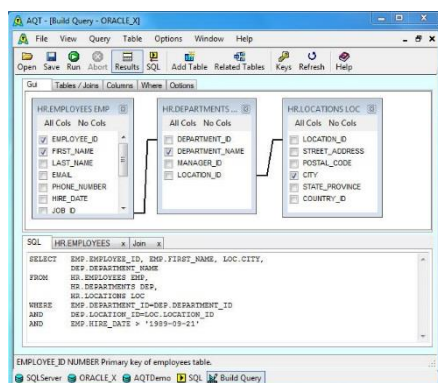 AQT - [Build Query - ORACLE_X]
File View Query Table Options Window Help
Open Save Run Abort Results SQL Add Table Related Tables Keys Refresh Help
Gui Tables / Joins Columns Where Options
HR.EMPLOYEES EMP
All Cols No Cols
EMPLOYEE_ID
FIRST_NAME
LAST_NAME
EMAIL
PHONE_NUMBER
HIRE_DATE
JOB_ID
HR.DEPARTMENTS ...
All Cols No Cols
DEPARTMENT_ID
DEPARTMENT_NAME
MANAGER_ID
LOCATION_ID
HR.LOCATIONS LOC
All Cols No Cols
LOCATION_ID
STREET_ADDRESS
POSTAL_CODE
CITY
STATE_PROVINCE
COUNTRY_ID
SQL HR.EMPLOYEES x Join x
SELECT EMP.EMPLOYEE_ID, EMP.FIRST_NAME, LOC.CITY,
DEP.DEPARTMENT_NAME
FROM HR.EMPLOYEES EMP,
HR.DEPARTMENTS DEP,
HR.LOCATIONS LOC
WHERE EMP.DEPARTMENT_ID=DEP.DEPARTMENT_ID
AND DEP.LOCATION_ID=LOC.LOCATION_ID
AND EMP.HIRE_DATE > '1989-09-21'
EMPLOYEE_ID NUMBER Primary key of employees table.
SQLServer ORACLE_X AQTDemo SQL Build Query